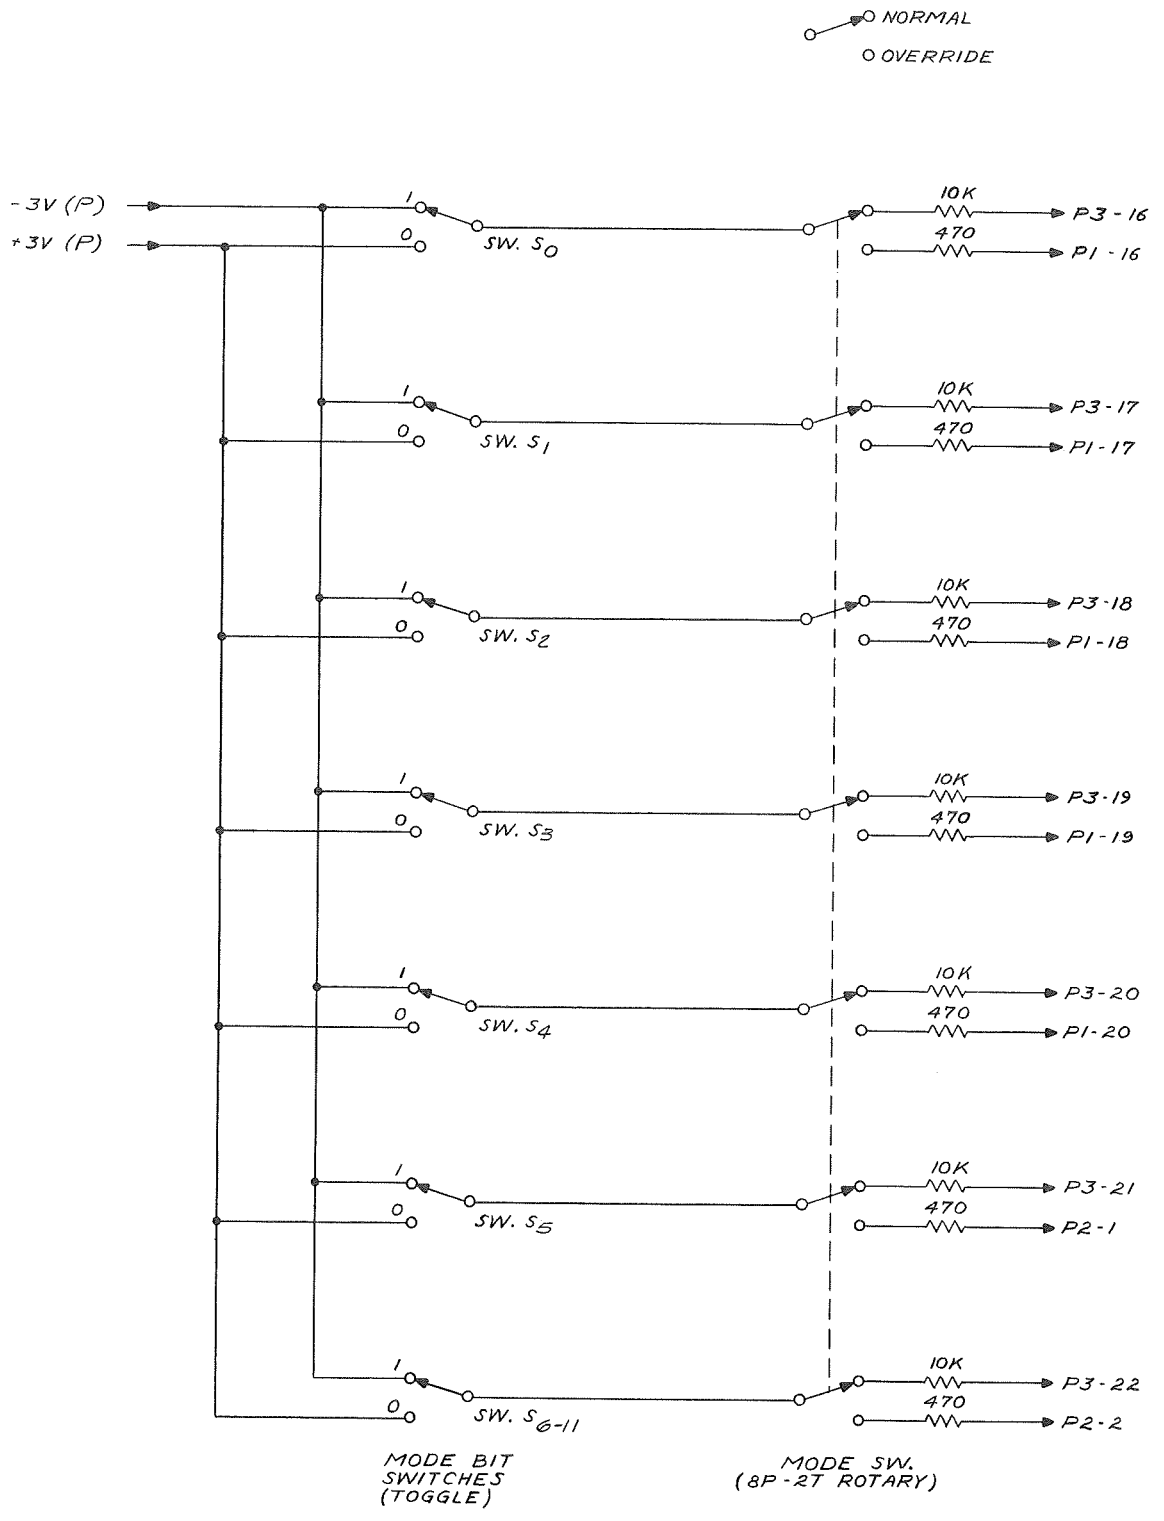 NORMAL
OVERRIDE
-3V (P)
+3V (P)
1
0
SW. S0
10K
P3-16
470
P1-16
1
0
SW. S1
10K
P3-17
470
P1-17
1
0
SW. S2
10K
P3-18
470
P1-18
1
0
SW. S3
10K
P3-19
470
P1-19
1
0
SW. S4
10K
P3-20
470
P1-20
1
0
SW. S5
10K
P3-21
470
P2-1
1
0
SW. S6-11
10K
P3-22
470
P2-2
MODE BIT
SWITCHES
(TOGGLE)
MODE SW.
(8P-2T ROTARY)